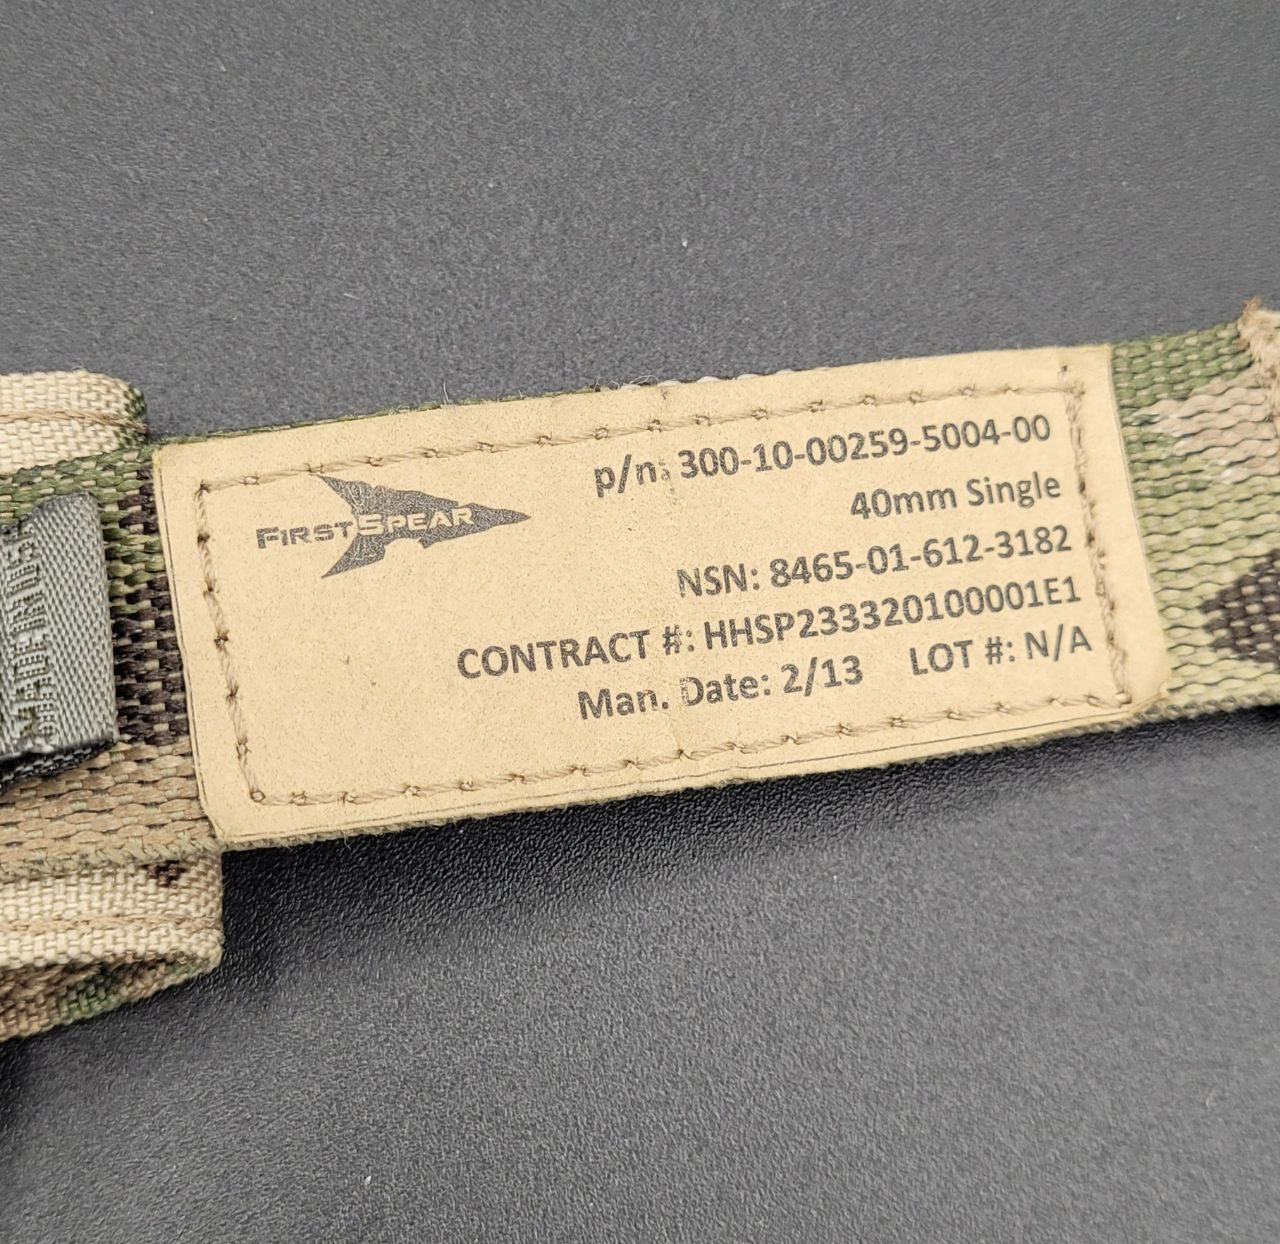 FIRSTSPEAR
p/n: 300-10-00259-5004-00
40mm Single
NSN: 8465-01-612-3182
CONTRACT #: HHSP233320100001E1
Man. Date: 2/13 LOT #: N/A